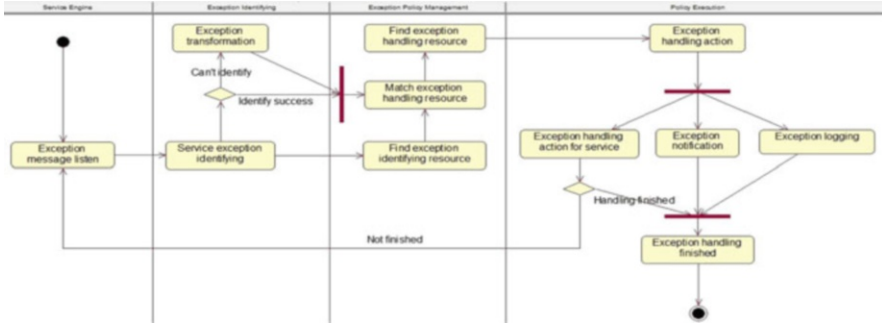 Service Engine
Exception Identifying
Exception Policy Management
Policy Execution
Exception
transformation
Find exception
handling resource
Exception
handling action
Can't identify
Identify success
Match exception
handling resource
Exception
message listen
Service exception
identifying
Find exception
identifying resource
Exception handling
action for service
Exception
notification
Exception logging
Handling finished
Not finished
Exception handling
finished